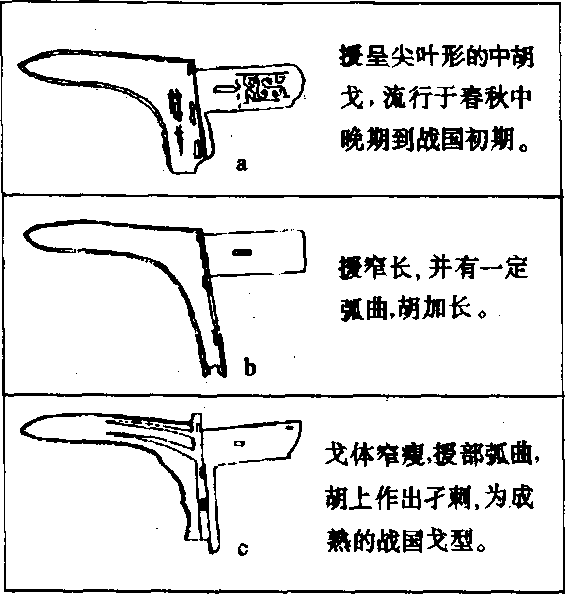 援呈尖叶形的中胡
戈，流行于春秋中
晚期到战国初期。
a
援窄长，并有一定
弧曲，胡加长。
b
戈体窄瘦，援部弧曲，
胡上作出孑刺，为成
熟的战国戈型。
c